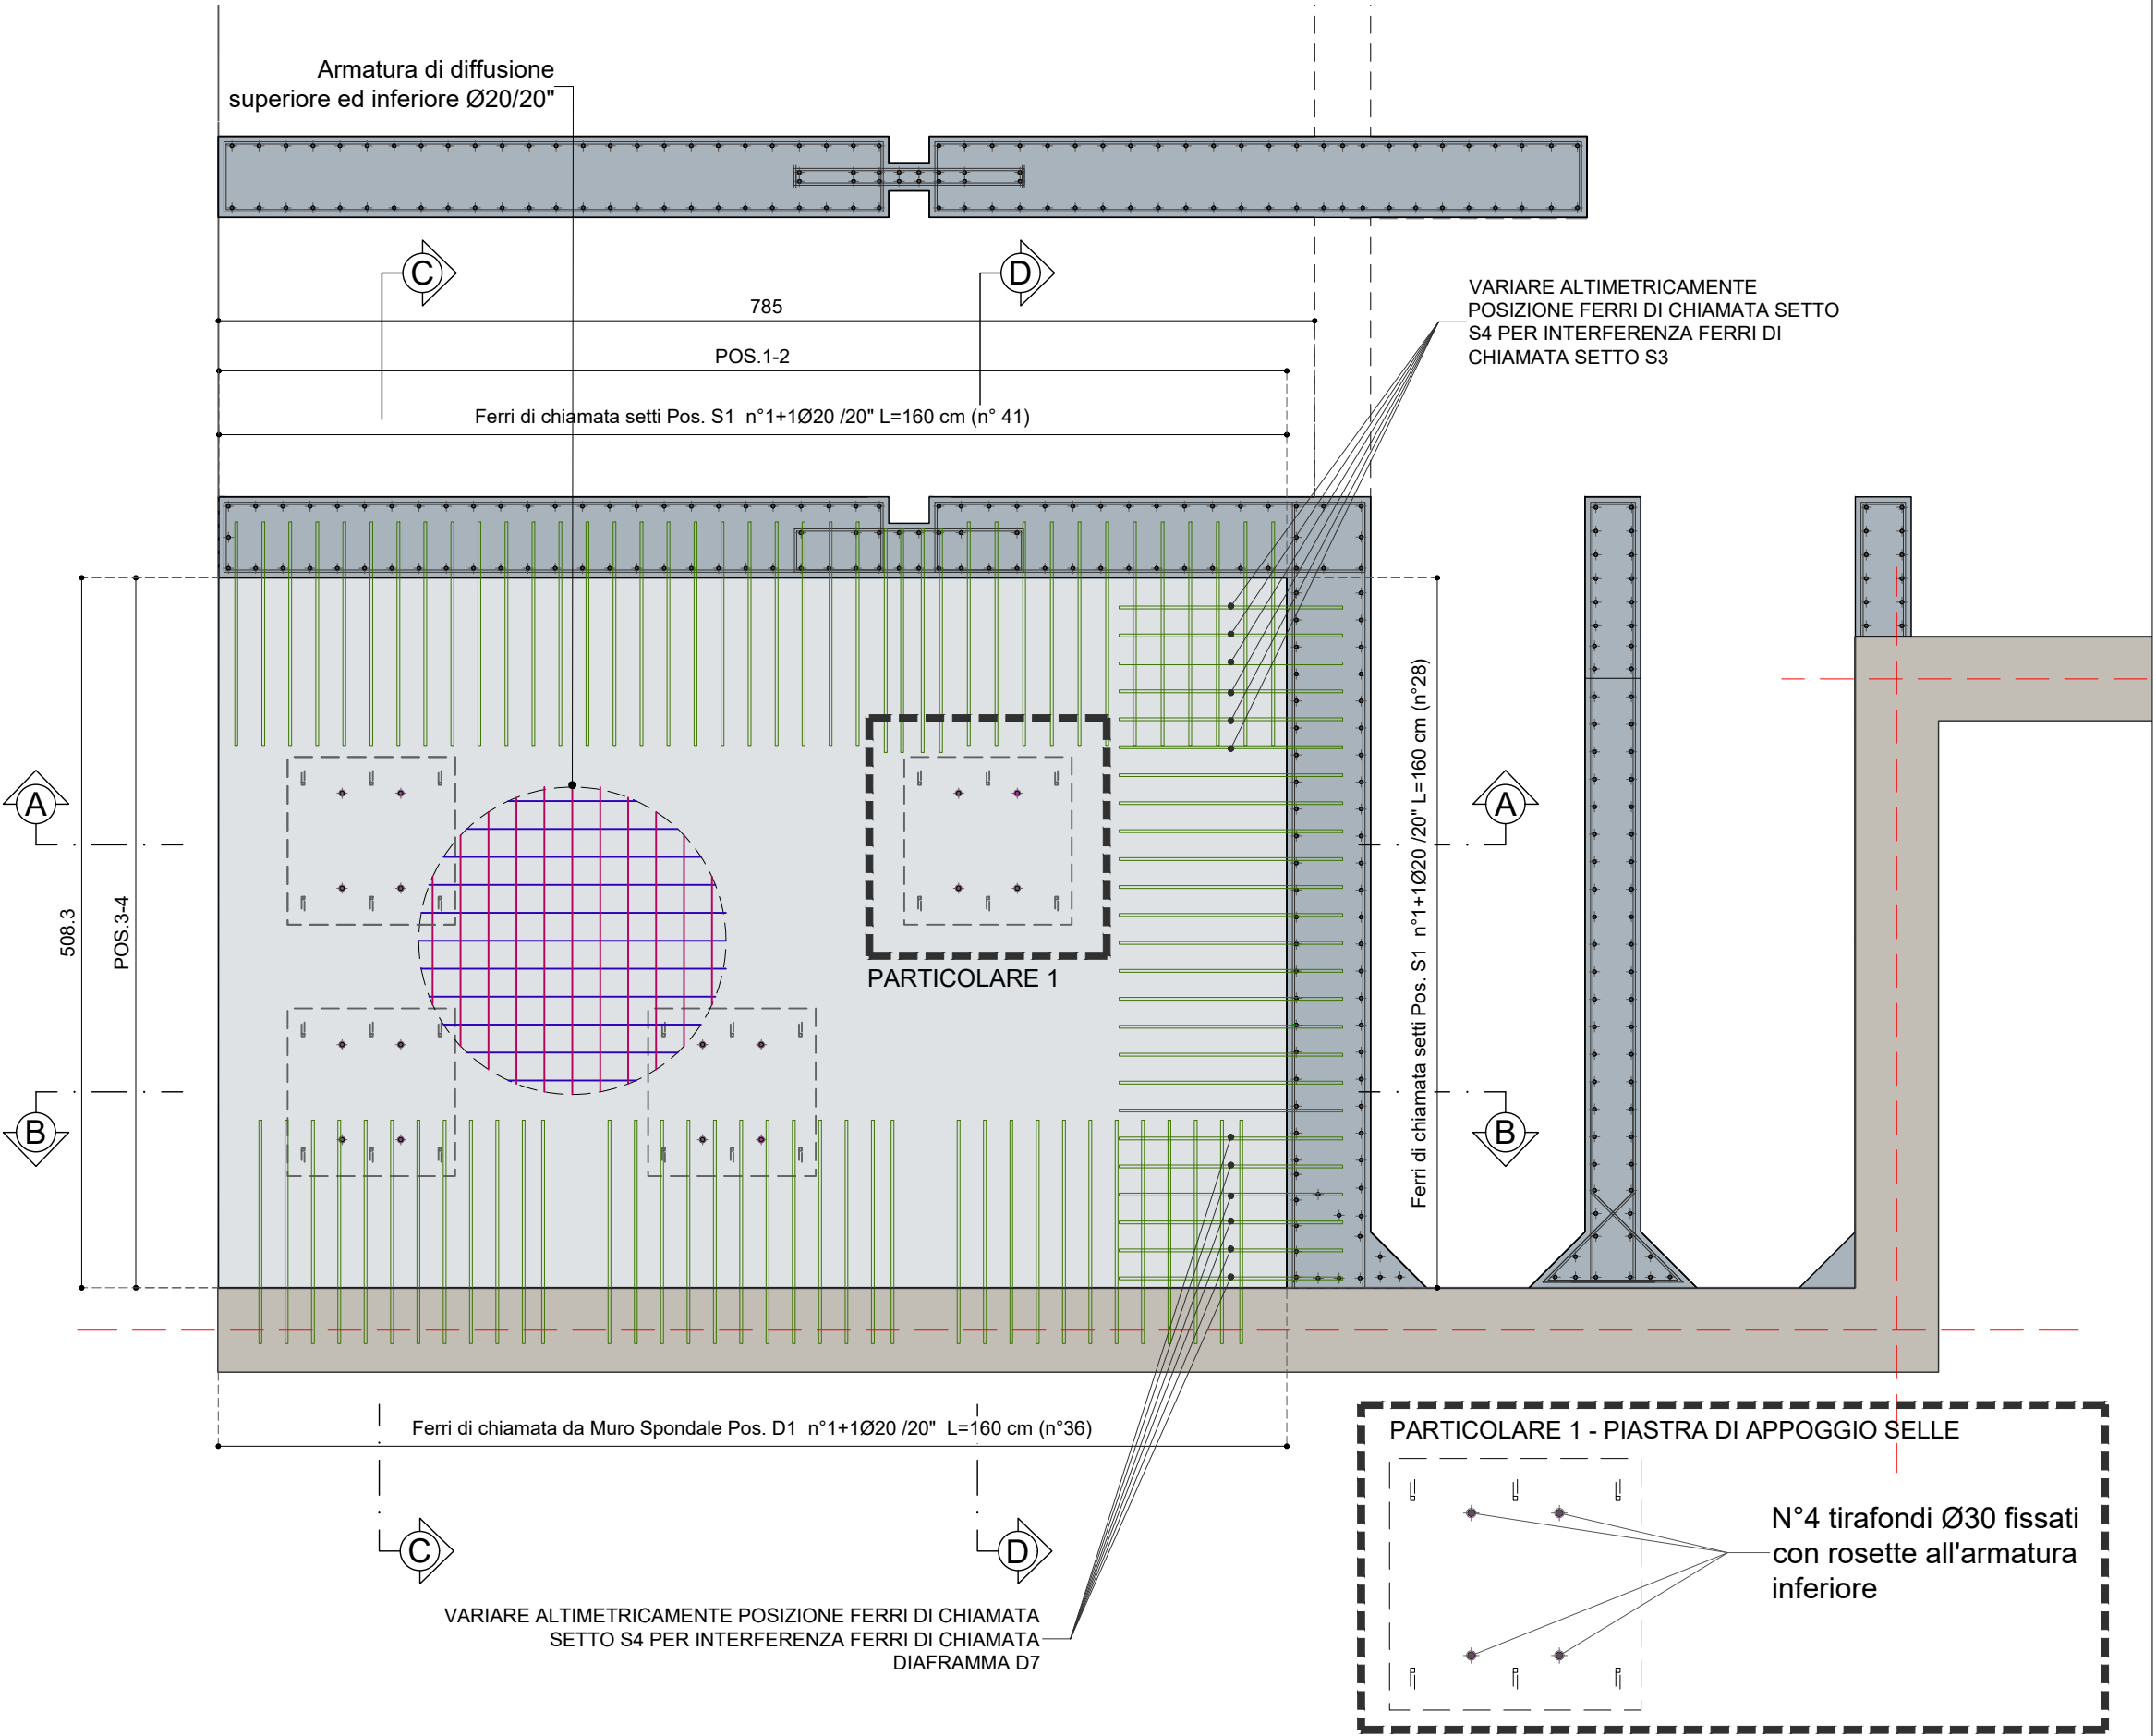 Armatura di diffusione
superiore ed inferiore Ø20/20"
C
D
785
POS.1-2
Ferri di chiamata setti Pos. S1 n°1+1Ø20 /20" L=160 cm (n° 41)
VARIARE ALTIMETRICAMENTE
POSIZIONE FERRI DI CHIAMATA SETTO
S4 PER INTERFERENZA FERRI DI
CHIAMATA SETTO S3
A
A
508.3
POS.3-4
PARTICOLARE 1
Ferri di chiamata setti Pos. S1 n°1+1Ø20 /20" L=160 cm (n°28)
B
B
Ferri di chiamata da Muro Spondale Pos. D1 n°1+1Ø20 /20" L=160 cm (n°36)
C
D
VARIARE ALTIMETRICAMENTE POSIZIONE FERRI DI CHIAMATA
SETTO S4 PER INTERFERENZA FERRI DI CHIAMATA
DIAFRAMMA D7
PARTICOLARE 1 - PIASTRA DI APPOGGIO SELLE
N°4 tirafondi Ø30 fissati
con rosette all'armatura
inferiore